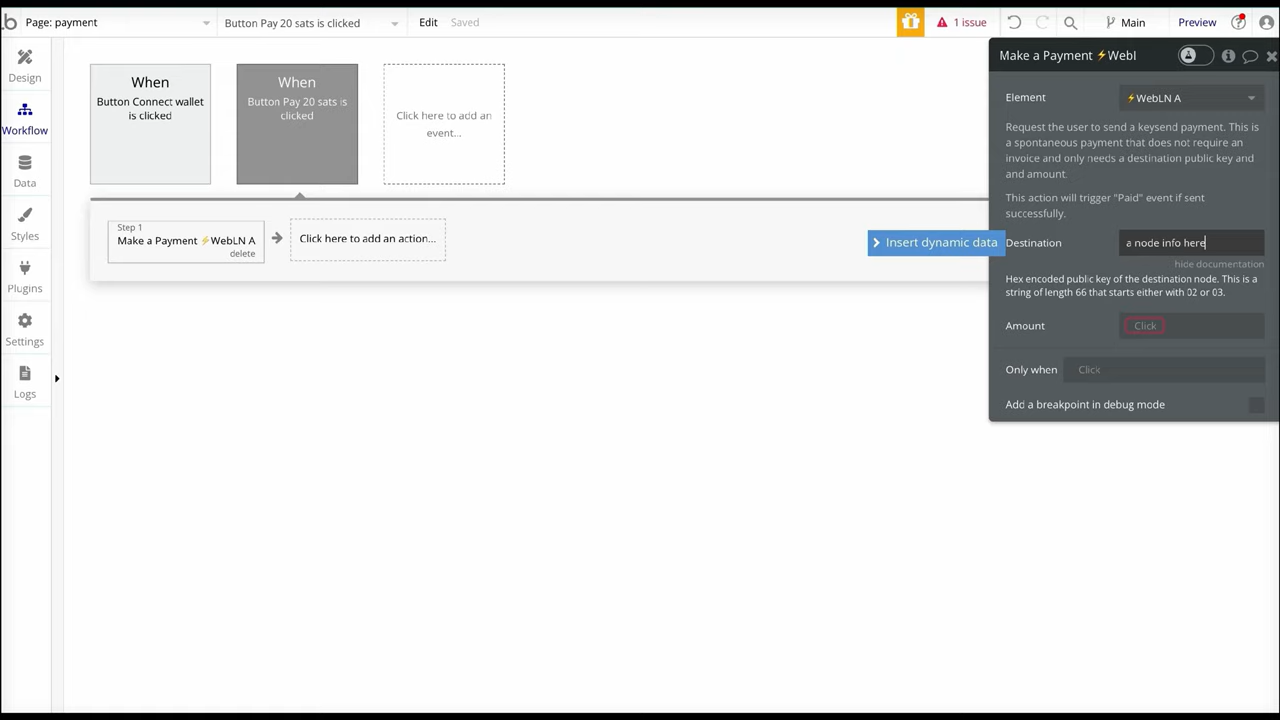 .b Page: payment
Button Pay 20 sats is clicked
Edit
Saved
1 issue
Main
Preview
Design
Workflow
Data
Styles
Plugins
Settings
Logs
When
Button Connect wallet
is clicked
When
Button Pay 20 sats is
clicked
Click here to add an
event...
Step 1
Make a Payment ⚡WebLN A
delete
Click here to add an action...
Insert dynamic data
Make a Payment ⚡Webl
Element
⚡WebLN A
Request the user to send a keysend payment. This is
a spontaneous payment that does not require an
invoice and only needs a destination public key and
and amount.
This action will trigger "Paid" event if sent
successfully.
Destination
a node info here
hide documentation
Hex encoded public key of the destination node. This is a
string of length 66 that starts either with 02 or 03.
Amount
Click
Only when
Click
Add a breakpoint in debug mode